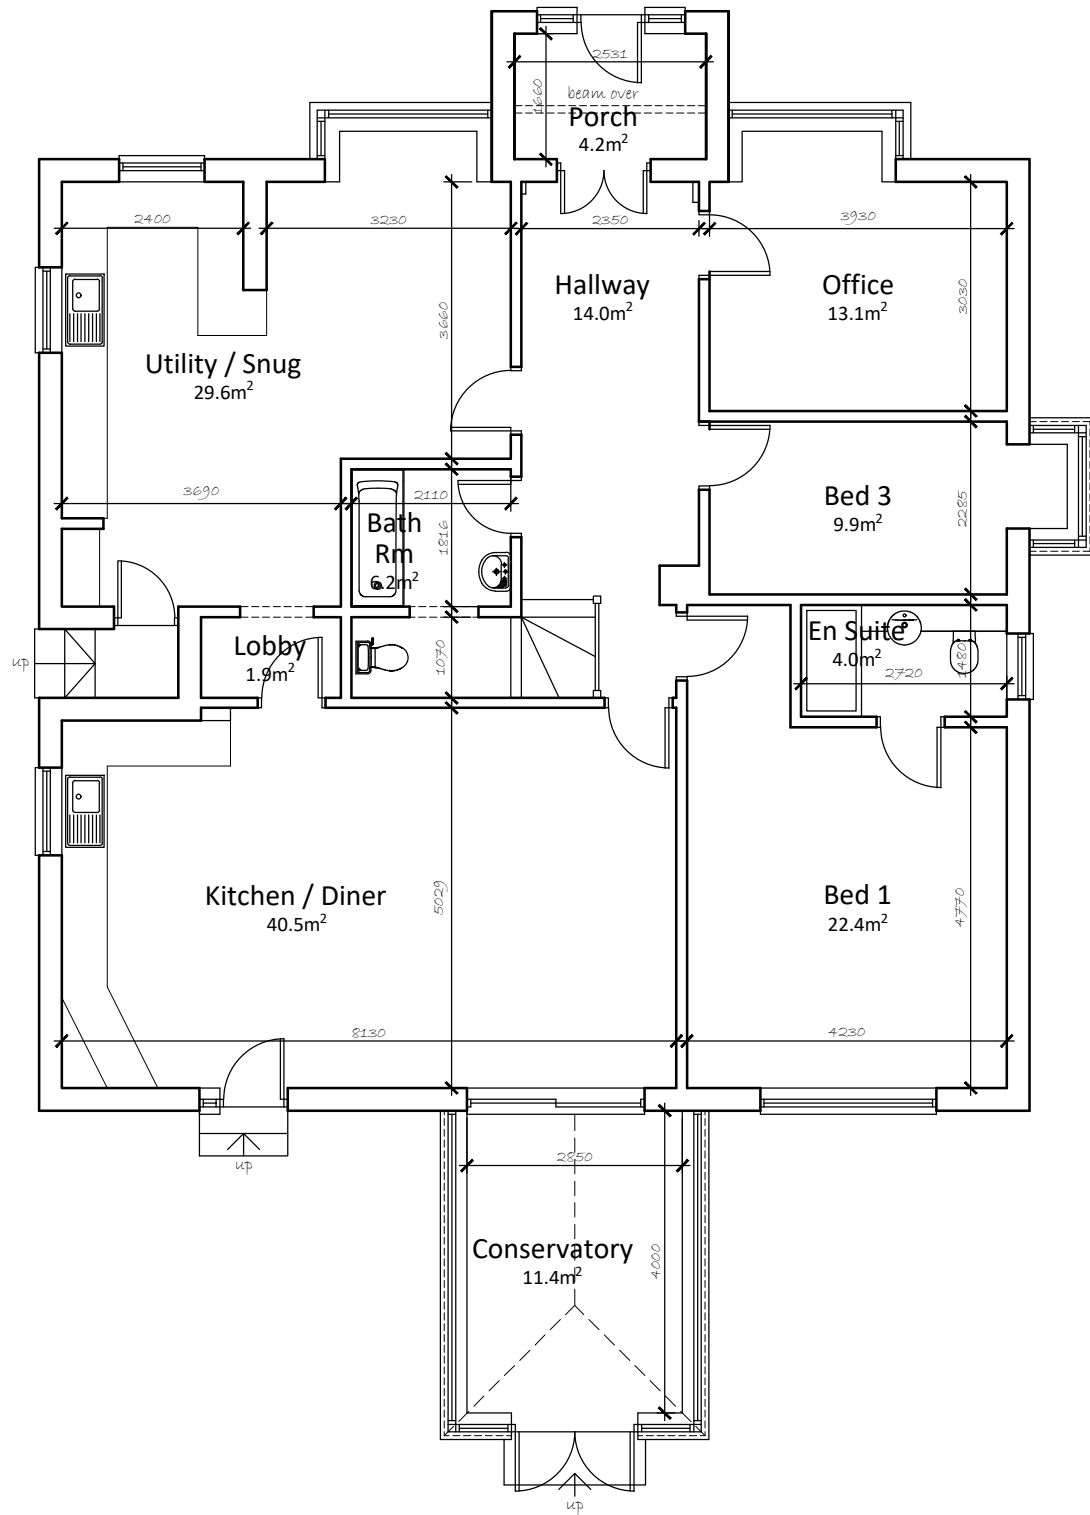 2531
1660
beam over
Porch
4.2m²
2400
3230
2350
3930
Hallway
14.0m²
Office
13.1m²
3030
3660
Utility / Snug
29.6m²
3690
2110
Bath
Rm
6.2m²
1816
Bed 3
9.9m²
2285
up
Lobby
1.9m²
1070
En Suite
4.0m²
2720
1480
Kitchen / Diner
40.5m²
5029
Bed 1
22.4m²
4770
8130
4230
up
2850
Conservatory
11.4m²
4000
up